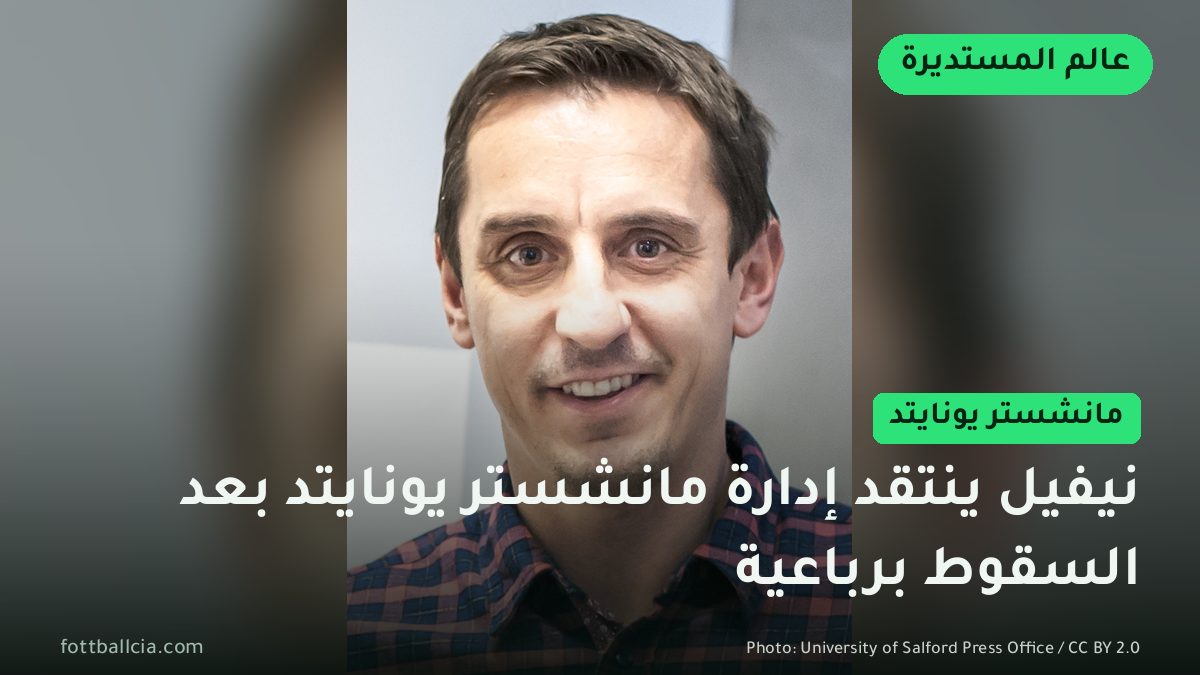 عالم المستديرة
مانشستر يونايتد
نيفيل ينتقد إدارة مانشستر يونايتد بعد
السقوط برباعية
fottballcia.com
Photo: University of Salford Press Office / CC BY 2.0